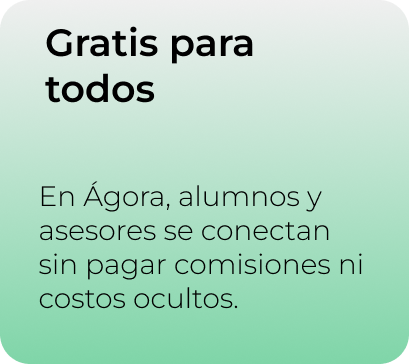 Gratis para
todos
En Ágora, alumnos y
asesores se conectan
sin pagar comisiones ni
costos ocultos.